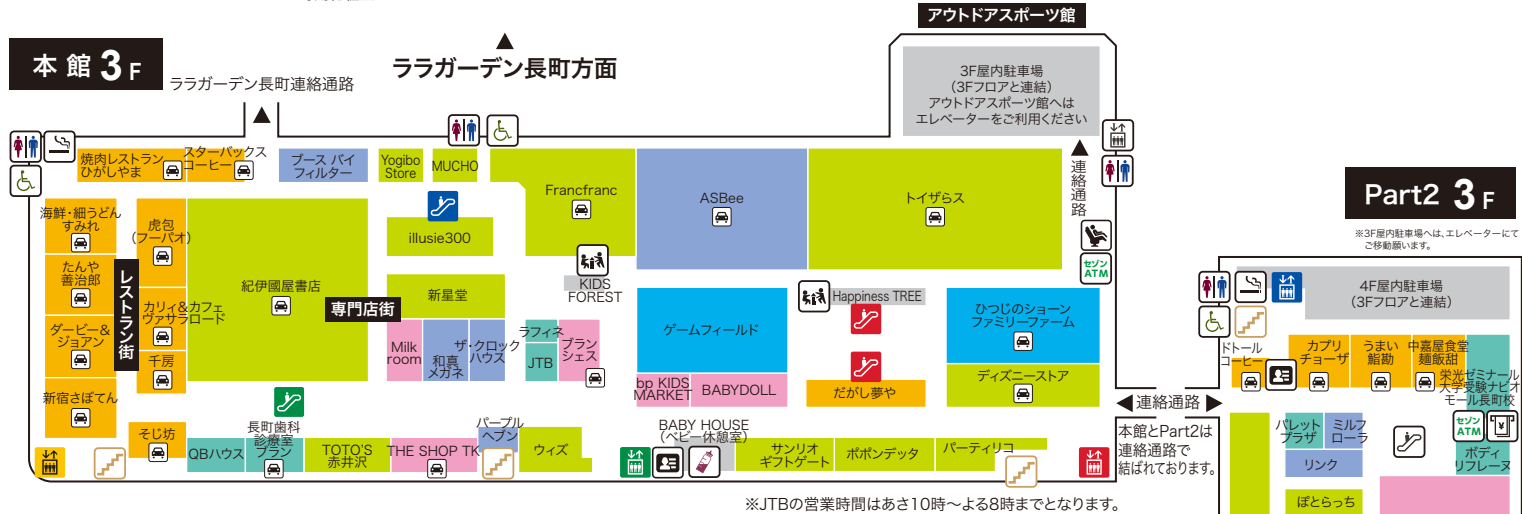 アウトドアスポーツ館
本館 3F
ララガーデン長町方面
ララガーデン長町連絡通路
3F屋内駐車場
(3Fフロアと連結)
アウトドアスポーツ館へは
エレベーターをご利用ください
連絡通路
焼肉レストラン
ひがしやま
スターバックス
コーヒー
ブース バイ
フィルター
Yogibo
Store
MUCHO
Francfranc
ASBee
トイザらス
海鮮・細うどん
すみれ
虎包
(フーパオ)
illusie300
たんや
善治郎
レストラン街
紀伊國屋書店
専門店街
新星堂
KIDS
FOREST
Happiness TREE
セゾン
ATM
カリィ&カフェ
ヴァサラロード
ダービー&
ジョアン
千房
新宿さぼてん
Milk
room
和真
メガネ
ザ・クロック
ハウス
ラフィネ
JTB
ブラン
シェス
ゲームフィールド
ひつじのショーン
ファミリーファーム
bp KIDS
MARKET
BABYDOLL
だがし夢や
ディズニーストア
そじ坊
QBハウス
長町歯科
診療室
プラン
TOTO'S
赤井沢
THE SHOP TK
パープル
ヘブン
ウィズ
BABY HOUSE
(ベビー休憩室)
サンリオ
ギフトゲート
ポポンデッタ
パーティリコ
連絡通路
本館とPart2は
連絡通路で
結ばれております。
※JTBの営業時間はあさ10時~よる8時までとなります。
Part2 3F
※3F屋内駐車場へは、エレベーターにて
ご移動願います。
4F屋内駐車場
(3Fフロアと連結)
ドトール
コーヒー
カプリ
チョーザ
うまい
鮨勘
中嘉屋食堂
麺飯甜
栄光ゼミナール
大学受験ナビオ
モール長町校
パレット
プラザ
ミルフ
ローラ
リンク
セゾン
ATM
ボディ
リフレーヌ
ぽとらっち